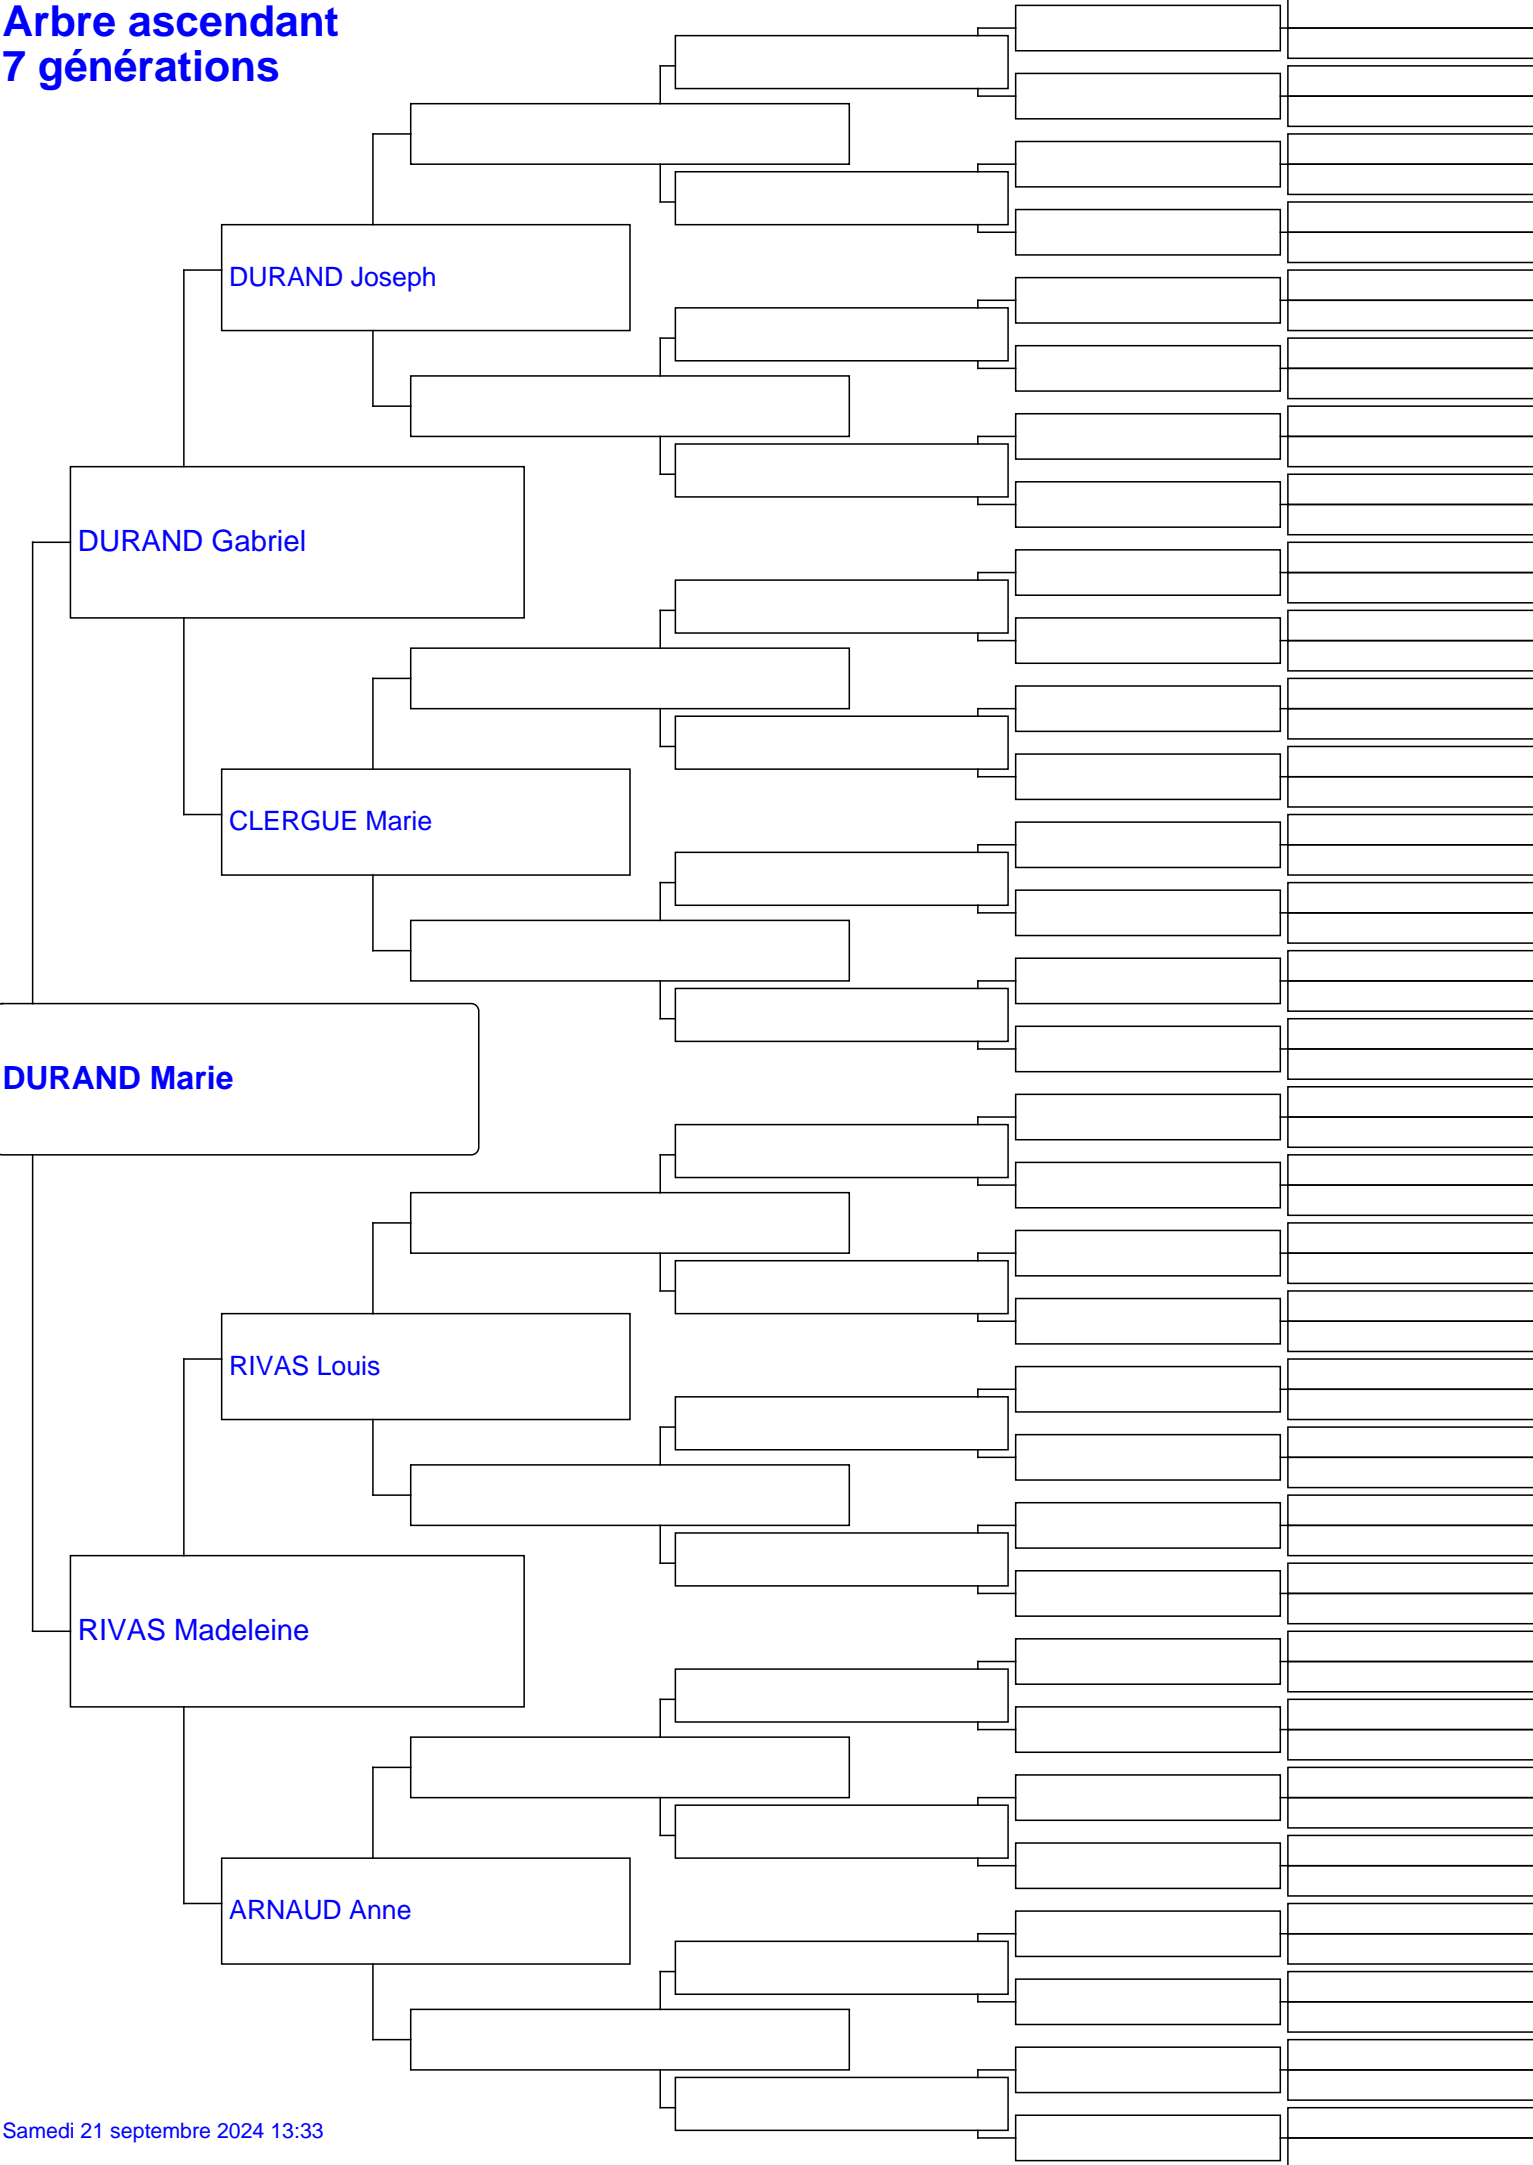 Arbre ascendant
7 générations
DURAND Joseph
DURAND Gabriel
CLERGUE Marie
DURAND Marie
RIVAS Louis
RIVAS Madeleine
ARNAUD Anne
Samedi 21 septembre 2024 13:33